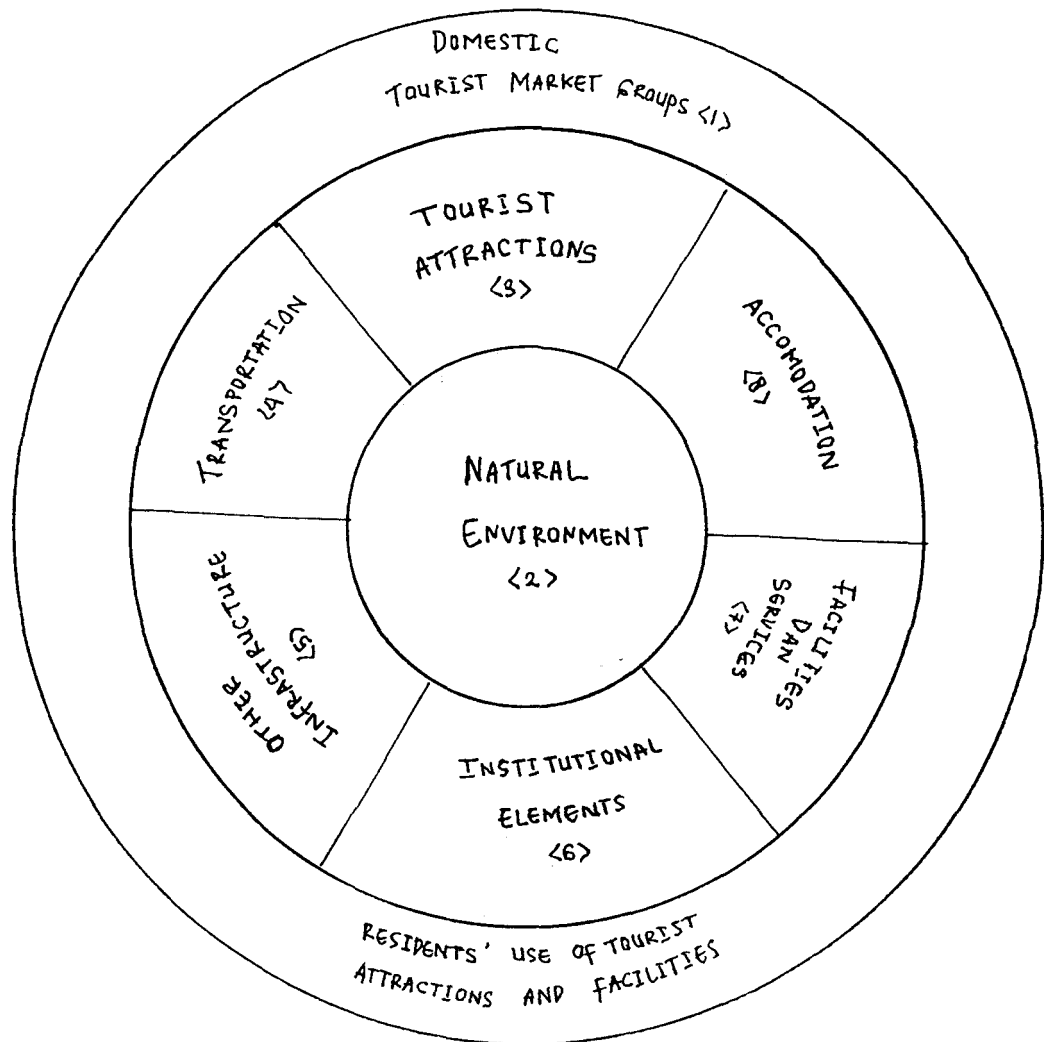 DOMESTIC
TOURIST MARKET GROUPS <1>
TOURIST
ATTRACTIONS
<3>
ACCOMODATION
<8>
FACILITIES
DAN
SERVICES
<7>
INSTITUTIONAL
ELEMENTS
<6>
OTHER
INFRASTRUCTURE
<5>
TRANSPORTATION
<4>
NATURAL
ENVIRONMENT
<2>
RESIDENTS' USE OF TOURIST
ATTRACTIONS AND FACILITIES